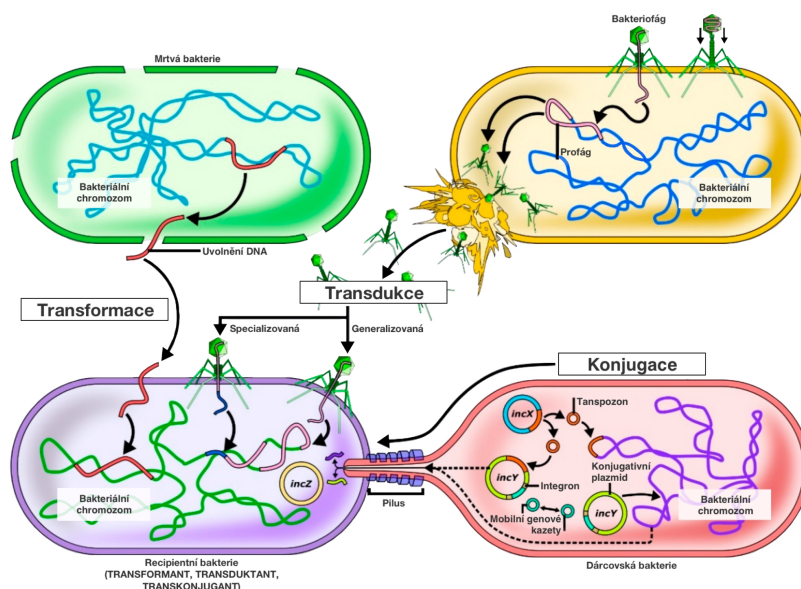 Bakteriofág
Mrtvá bakterie
Profág
Bakteriální
chromozom
Bakteriální
chromozom
Uvolnění DNA
Transformace
Transdukce
Specializovaná
Generalizovaná
Konjugace
Tanspozon
incX
incY
Integron
Konjugativní
plazmid
incZ
Mobilní genové
kazety
incY
Bakteriální
chromozom
Bakteriální
chromozom
Pilus
Recipientní bakterie
(TRANSFORMANT, TRANSDUKTANT,
TRANSKONJUGANT)
Dárcovská bakterie